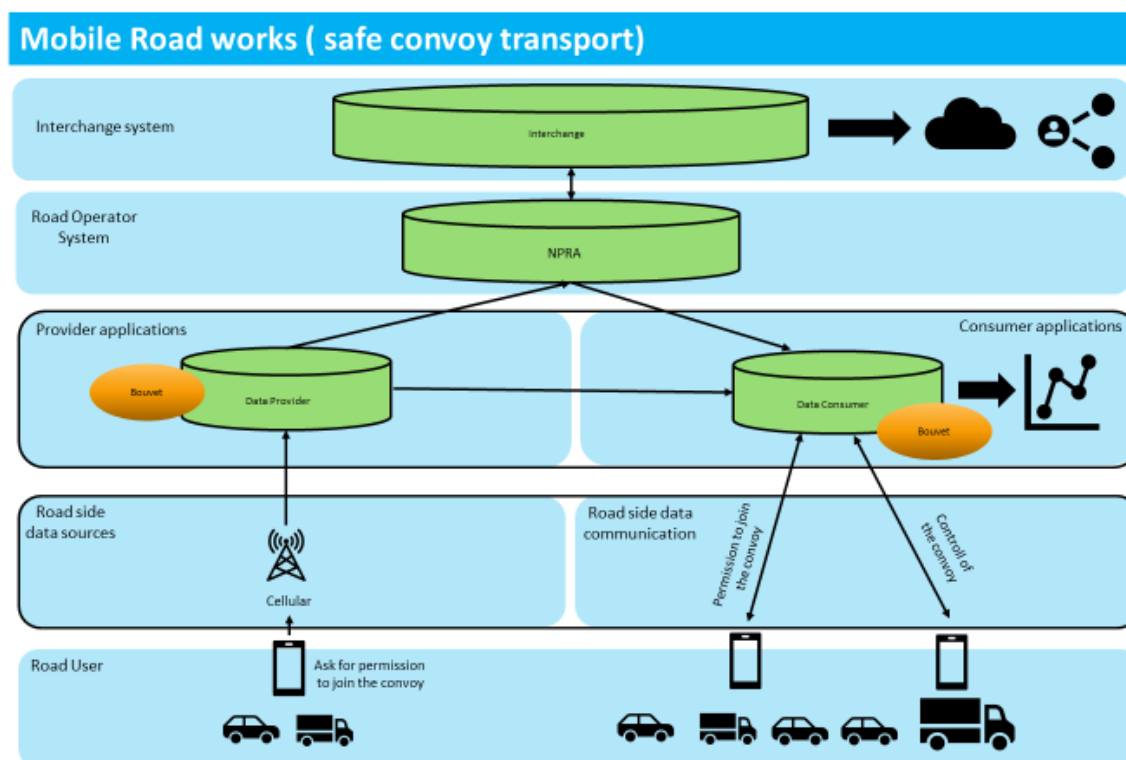 Mobile Road works ( safe convoy transport)
Interchange system
Interchange
Road Operator
System
NPRA
Provider applications
Consumer applications
Bouvet
Data Provider
Data Consumer
Bouvet
Road side
data sources
Cellular
Road side data
communication
Permission to join
the convoy
Controll of
the convoy
Road User
Ask for permission
to join the convoy